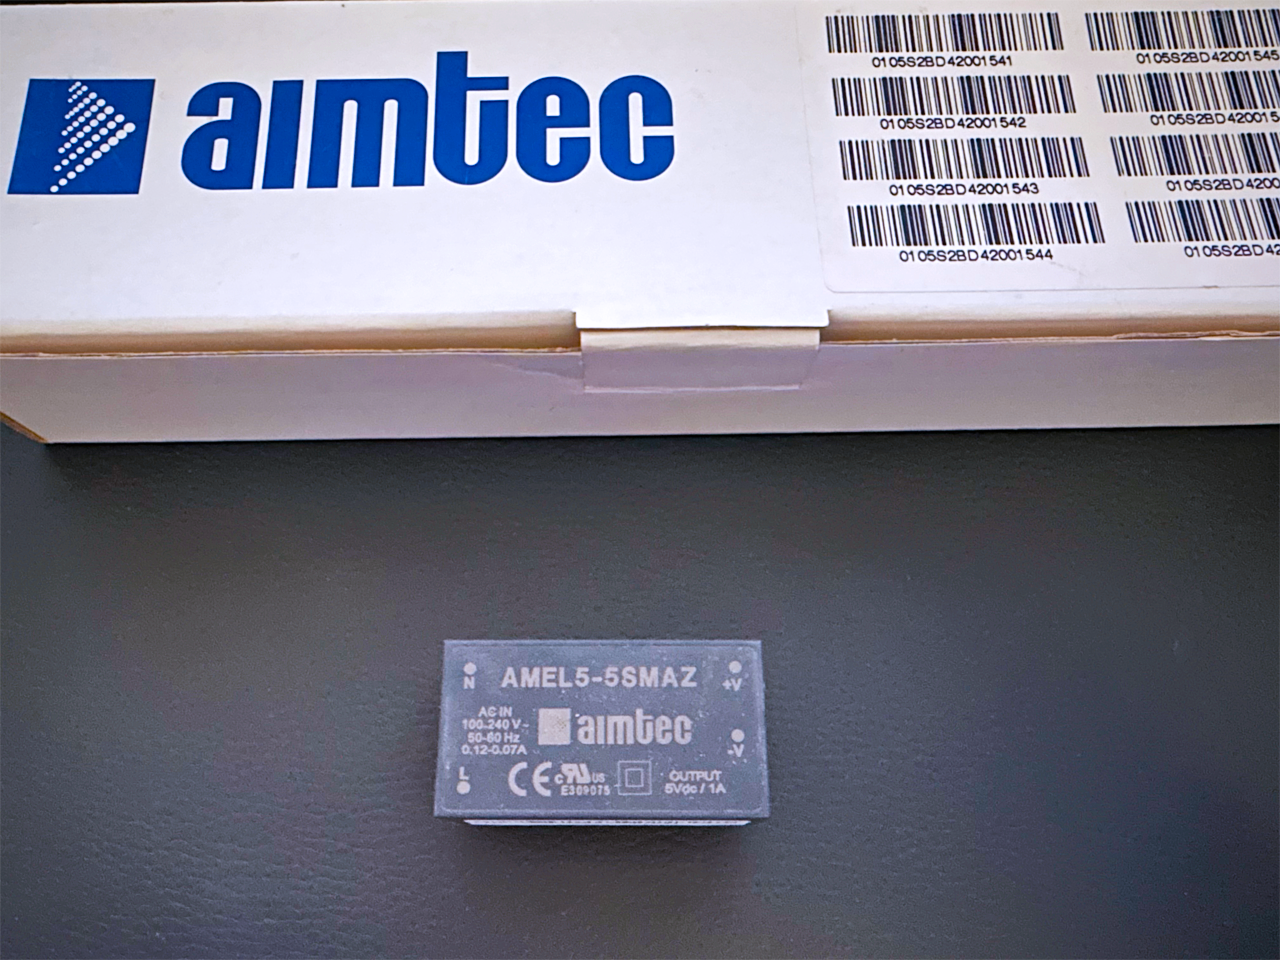 aimtec
0105S2BD42001541
0105S2BD42001545
0105S2BD42001542
0105S2BD42001543
0105S2BD42001544
N
AMEL5-5SMAZ
+V
AC IN
100-240 V~
50-60 Hz
0.12-0.07A
aimtec
-V
L
CE c RU US
E309075
OUTPUT
5Vdc / 1A